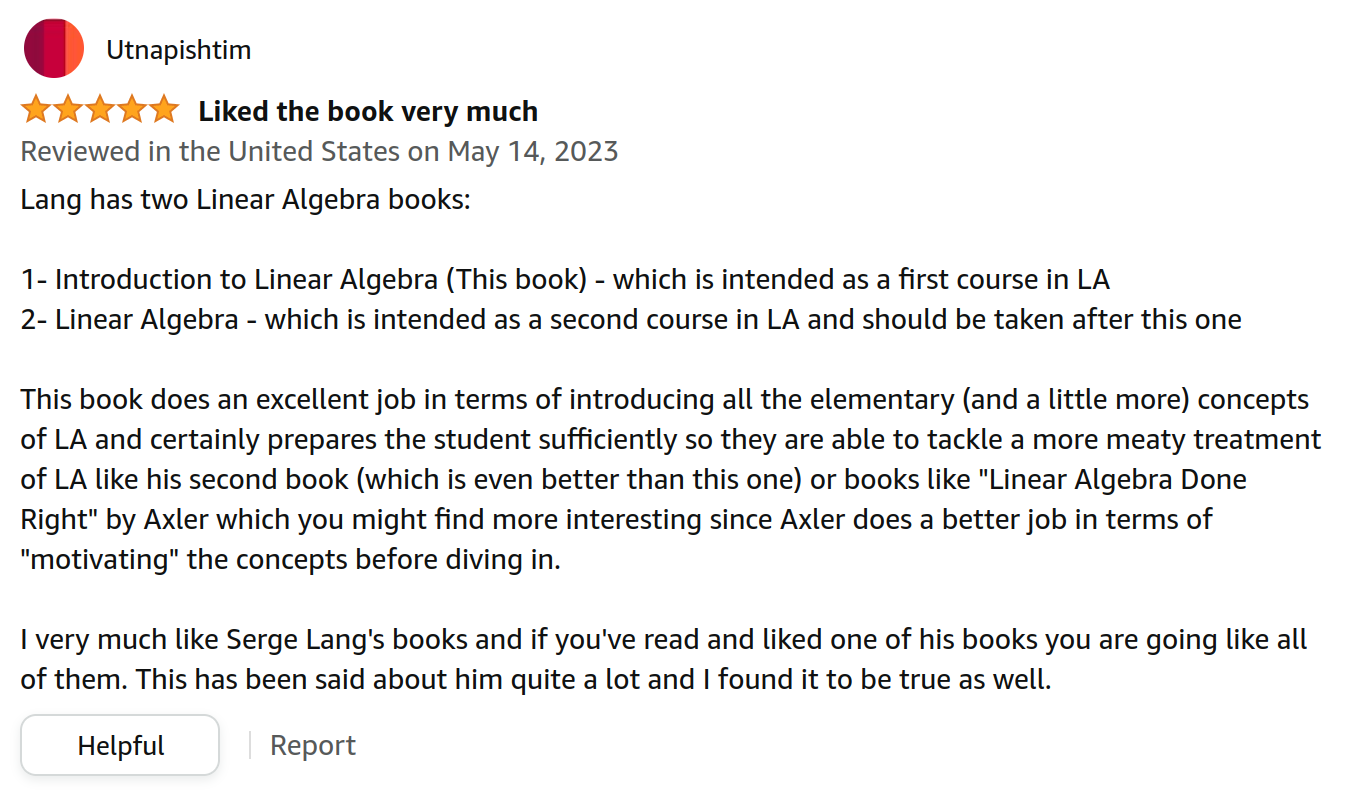 Utnapishtim
Liked the book very much
Reviewed in the United States on May 14, 2023
Lang has two Linear Algebra books:
1- Introduction to Linear Algebra (This book) - which is intended as a first course in LA
2- Linear Algebra - which is intended as a second course in LA and should be taken after this one
This book does an excellent job in terms of introducing all the elementary (and a little more) concepts
of LA and certainly prepares the student sufficiently so they are able to tackle a more meaty treatment
of LA like his second book (which is even better than this one) or books like "Linear Algebra Done
Right" by Axler which you might find more interesting since Axler does a better job in terms of
"motivating" the concepts before diving in.
I very much like Serge Lang's books and if you've read and liked one of his books you are going like all
of them. This has been said about him quite a lot and I found it to be true as well.
Helpful
Report